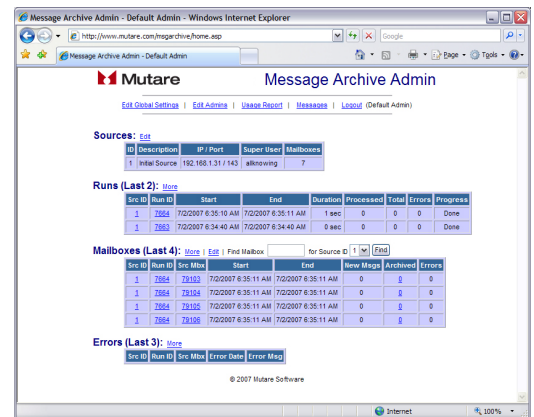 Message Archive Admin - Default Admin - Windows Internet Explorer
http://www.mutare.com/msgarchive/home.asp
Google
Message Archive Admin - Default Admin
Page
Tools
Mutare
Message Archive Admin
Edit Global Settings | Edit Admins | Usage Report | Messages | Logout (Default Admin)
Sources: Edit
ID Description IP / Port Super User Mailboxes
1 Initial Source 192.168.1.31 / 143 allknowing 7
Runs (Last 2): More
Src ID Run ID Start End Duration Processed Total Errors Progress
1 7664 7/2/2007 6:35:10 AM 7/2/2007 6:35:11 AM 1 sec 0 0 0 Done
1 7663 7/2/2007 6:34:40 AM 7/2/2007 6:34:40 AM 0 sec 0 0 0 Done
Mailboxes (Last 4): More | Edit | Find Mailbox for Source ID 1 Find
Src ID Run ID Src Mbx Start End New Msgs Archived Errors
1 7664 79103 7/2/2007 6:35:11 AM 7/2/2007 6:35:11 AM 0 0 0
1 7664 79104 7/2/2007 6:35:11 AM 7/2/2007 6:35:11 AM 0 0 0
1 7664 79105 7/2/2007 6:35:11 AM 7/2/2007 6:35:11 AM 0 0 0
1 7664 79106 7/2/2007 6:35:11 AM 7/2/2007 6:35:11 AM 0 0 0
Errors (Last 3): More
Src ID Run ID Src Mbx Error Date Error Msg
© 2007 Mutare Software
Internet
100%